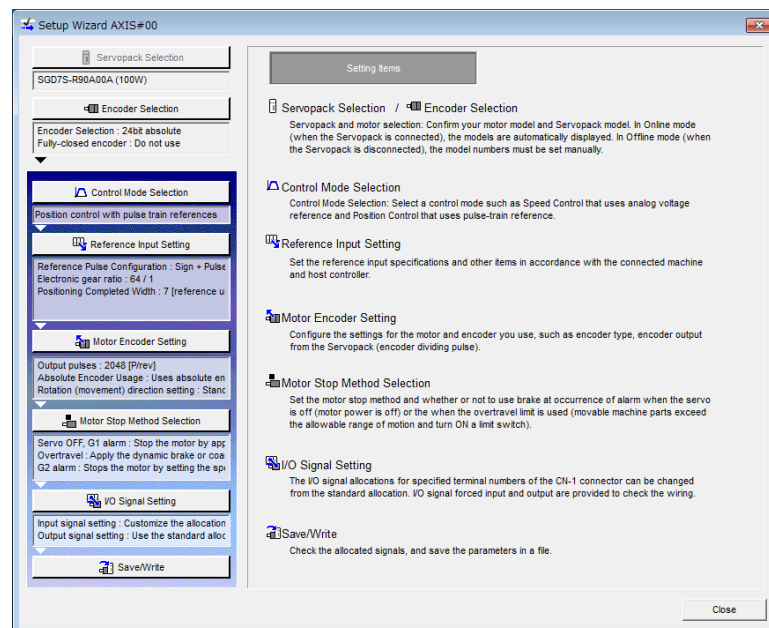 Setup Wizard AXIS#00
Servopack Selection
SGD7S-R90A00A (100W)
Encoder Selection
Encoder Selection : 24bit absolute
Fully-closed encoder : Do not use
Control Mode Selection
Position control with pulse train references
Reference Input Setting
Reference Pulse Configuration : Sign + Pulse
Electronic gear ratio : 64 / 1
Positioning Completed Width : 7 [reference u
Motor Encoder Setting
Output pulses : 2048 [P/rev]
Absolute Encoder Usage : Uses absolute en
Rotation (movement) direction setting : Stanc
Motor Stop Method Selection
Servo OFF, G1 alarm : Stop the motor by app
Overtravel : Apply the dynamic brake or coa
G2 alarm : Stops the motor by setting the spe
I/O Signal Setting
Input signal setting : Customize the allocation
Output signal setting : Use the standard alloc
Save/Write
Setting Items
Servopack Selection / Encoder Selection
Servopack and motor selection: Confirm your motor model and Servopack model. In Online mode
(when the Servopack is connected), the models are automatically displayed. In Offline mode (when
the Servopack is disconnected), the model numbers must be set manually.
Control Mode Selection
Control Mode Selection: Select a control mode such as Speed Control that uses analog voltage
reference and Position Control that uses pulse-train reference.
Reference Input Setting
Set the reference input specifications and other items in accordance with the connected machine
and host controller.
Motor Encoder Setting
Configure the settings for the motor and encoder you use, such as encoder type, encoder output
from the Servopack (encoder dividing pulse).
Motor Stop Method Selection
Set the motor stop method and whether or not to use brake at occurrence of alarm when the servo
is off (motor power is off) or the when the overtravel limit is used (movable machine parts exceed
the allowable range of motion and turn ON a limit switch).
I/O Signal Setting
The I/O signal allocations for specified terminal numbers of the CN-1 connector can be changed
from the standard allocation. I/O signal forced input and output are provided to check the wiring.
Save/Write
Check the allocated signals, and save the parameters in a file.
Close